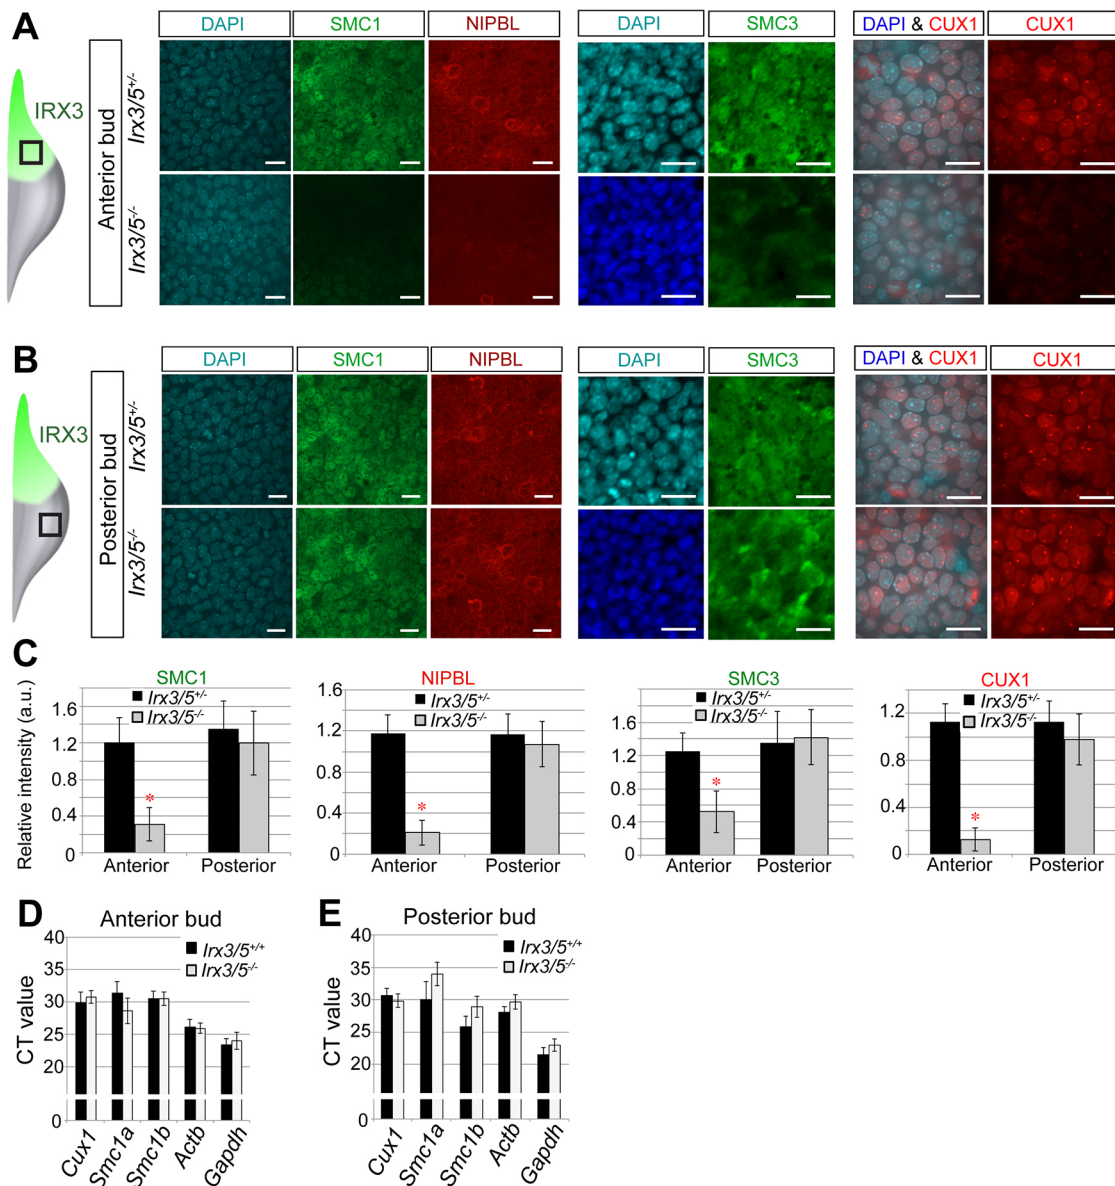 A
DAPI SMC1 NIPBL DAPI SMC3 DAPI & CUX1 CUX1
IRX3
Anterior bud
Irx3/5+/-
Irx3/5-/-
B
DAPI SMC1 NIPBL DAPI SMC3 DAPI & CUX1 CUX1
IRX3
Posterior bud
Irx3/5+/-
Irx3/5-/-
C
Relative intensity (a.u.)
SMC1
Irx3/5+/-
Irx3/5-/-
1.6
1.2
0.8
0.4
0
*
Anterior Posterior
NIPBL
Irx3/5+/-
Irx3/5-/-
1.6
1.2
0.8
0.4
0
*
Anterior Posterior
SMC3
Irx3/5+/-
Irx3/5-/-
1.6
1.2
0.8
0.4
0
*
Anterior Posterior
CUX1
Irx3/5+/-
Irx3/5-/-
1.2
0.8
0.4
0
*
Anterior Posterior
D
Anterior bud
Irx3/5+/+
Irx3/5-/-
CT value
40
35
30
25
20
0
Cux1 Smc1a Smc1b Actb Gapdh
E
Posterior bud
Irx3/5+/+
Irx3/5-/-
CT value
40
35
30
25
20
0
Cux1 Smc1a Smc1b Actb Gapdh